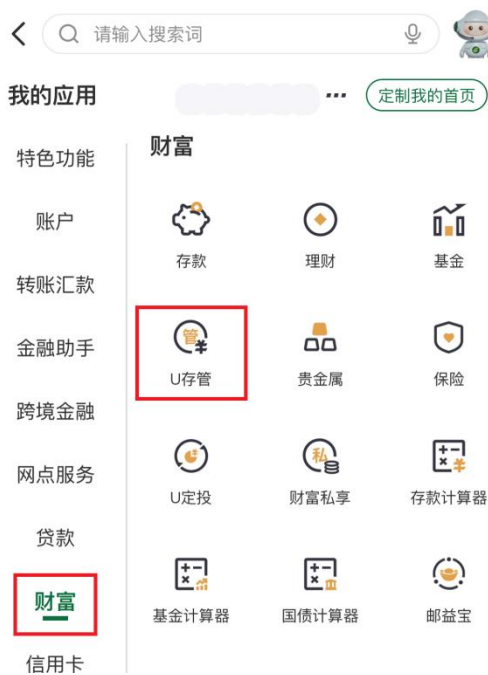 请输入搜索词
我的应用
...
定制我的首页
特色功能
账户
转账汇款
金融助手
跨境金融
网点服务
贷款
财富
信用卡
财富
存款
理财
基金
管
U存管
贵金属
保险
U定投
私
财富私享
存款计算器
基金计算器
国债计算器
邮益宝